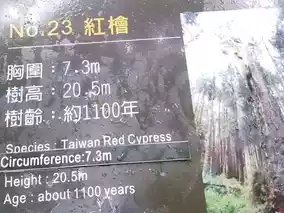 No.23 紅檜
胸圍：7.3m
樹高：20.5m
樹齡：約1100年
Species : Taiwan Red Cypress
Circumference:7.3m
Height : 20.5m
Age : about 1100 years